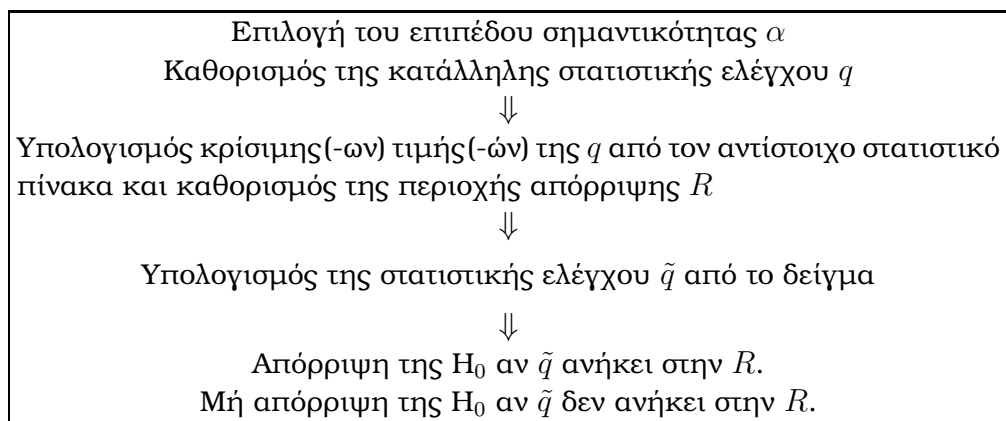 Επιλογή του επιπέδου σημαντικότητας α
Καθορισμός της κατάλληλης στατιστικής ελέγχου q
⇓
Υπολογισμός κρίσιμης(-ων) τιμής(-ών) της q από τον αντίστοιχο στατιστικό
πίνακα και καθορισμός της περιοχής απόρριψης R
⇓
Υπολογισμός της στατιστικής ελέγχου q̃ από το δείγμα
⇓
Απόρριψη της H₀ αν q̃ ανήκει στην R.
Μή απόρριψη της H₀ αν q̃ δεν ανήκει στην R.